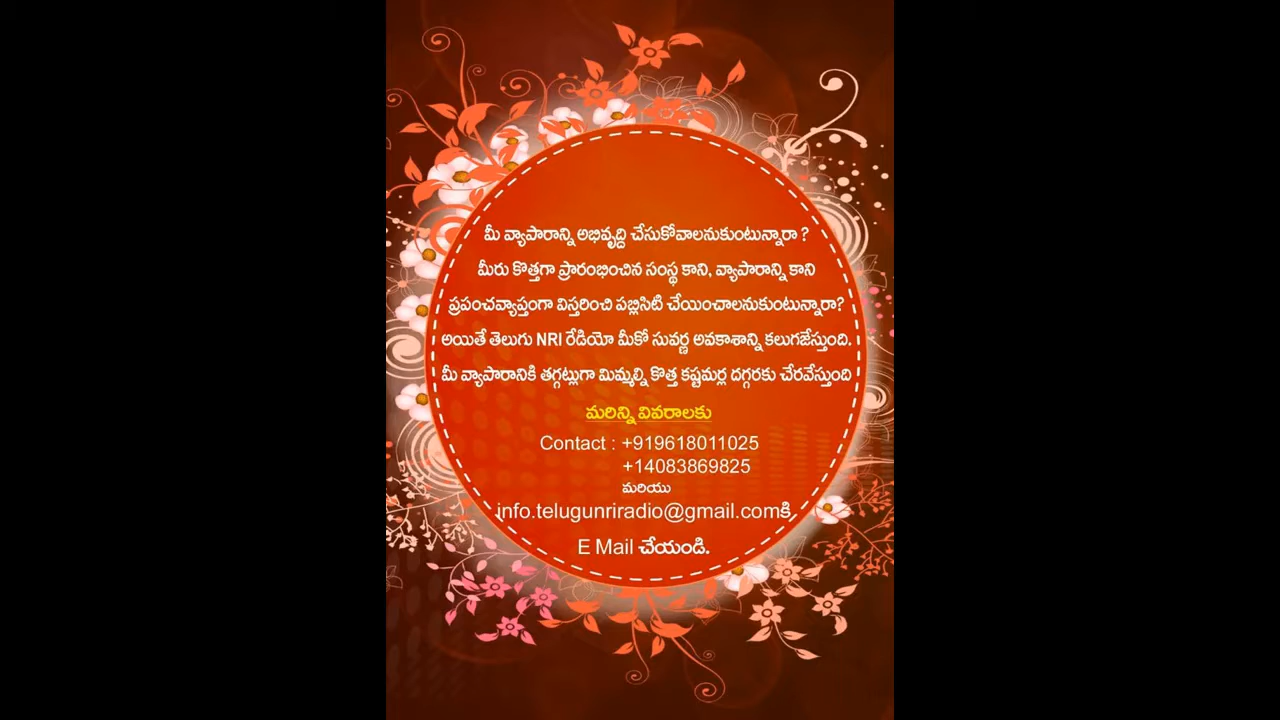 మీ వ్యాపారాన్ని అభివృద్ది చేసుకోవాలనుకుంటున్నారా ?
మీరు కొత్తగా ప్రారంభించిన సంస్థ కాని, వ్యాపారాన్ని కాని
ప్రపంచవ్యాప్తంగా విస్తరించి పబ్లిసిటి చేయించాలనుకుంటున్నారా?
అయితే తెలుగు NRI రేడియో మీకో సువర్ణ అవకాశాన్ని కలుగజేస్తుంది.
మీ వ్యాపారానికి తగ్గట్లుగా మిమ్మల్ని కొత్త కష్టమర్ల దగ్గరకు చేరవేస్తుంది
మరిన్ని వివరాలకు
Contact : +919618011025
+14083869825
మరియు
info.telugunriradio@gmail.comకి
E Mail చేయండి.